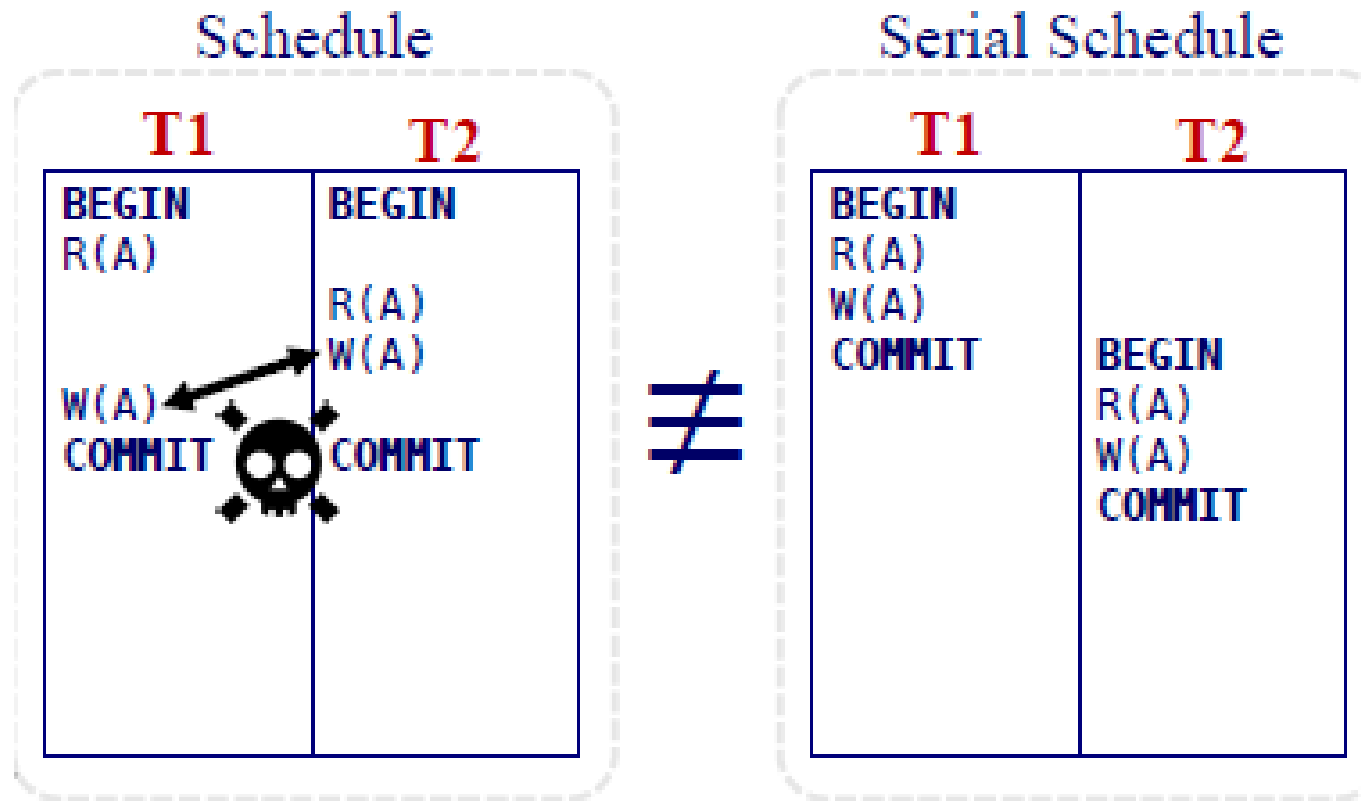 Schedule
Serial Schedule
T1 T2
BEGIN BEGIN
R(A)
R(A)
W(A)
W(A)
COMMIT COMMIT
≢
T1 T2
BEGIN
R(A)
W(A)
COMMIT BEGIN
R(A)
W(A)
COMMIT